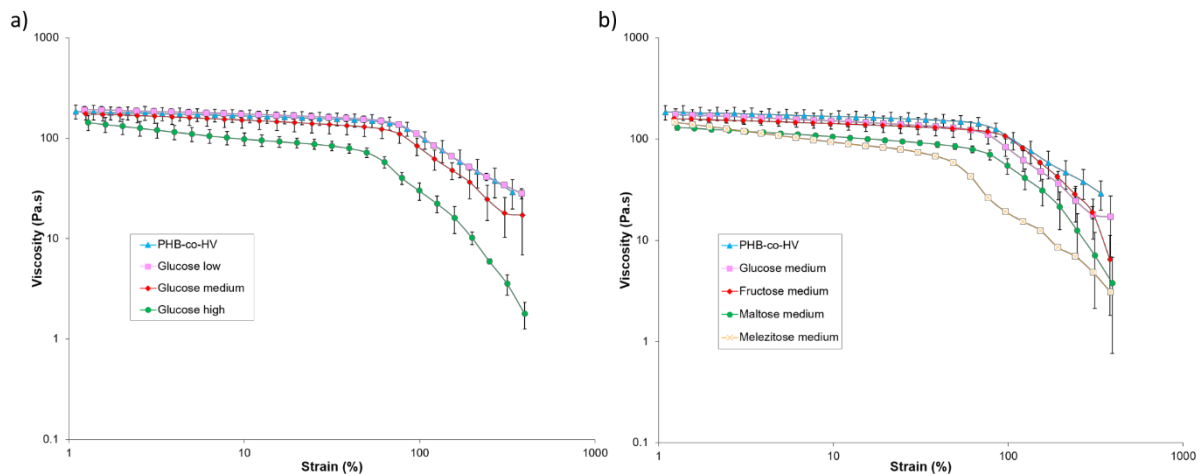 a)
1000
100
10
1
0.1
Viscosity (Pa.s)
PHB-co-HV
Glucose low
Glucose medium
Glucose high
1 10 100 1000
Strain (%)
b)
1000
100
10
1
0.1
Viscosity (Pa.s)
PHB-co-HV
Glucose medium
Fructose medium
Maltose medium
Melezitose medium
1 10 100 1000
Strain (%)